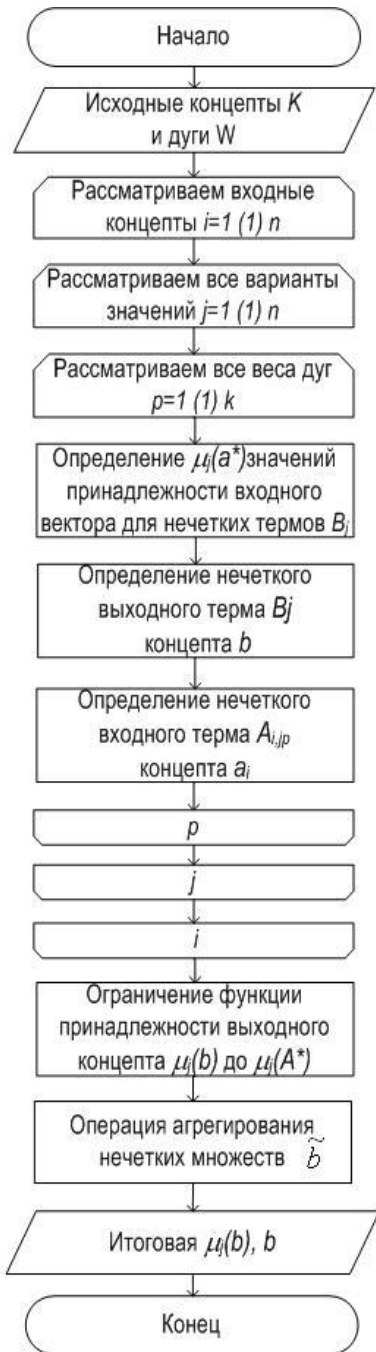 Начало
Исходные концепты K
и дуги W
Рассматриваем входные
концепты i=1 (1) n
Рассматриваем все варианты
значений j=1 (1) n
Рассматриваем все веса дуг
p=1 (1) k
Определение μj(a*)значений
принадлежности входного
вектора для нечетких термов Bj
Определение нечеткого
выходного терма Bj
концепта b
Определение нечеткого
входного терма Ai,jp
концепта ai
p
j
i
Ограничение функции
принадлежности выходного
концепта μj(b) до μj(A*)
Операция агрегирования
нечетких множеств b̃
Итоговая μj(b), b
Конец